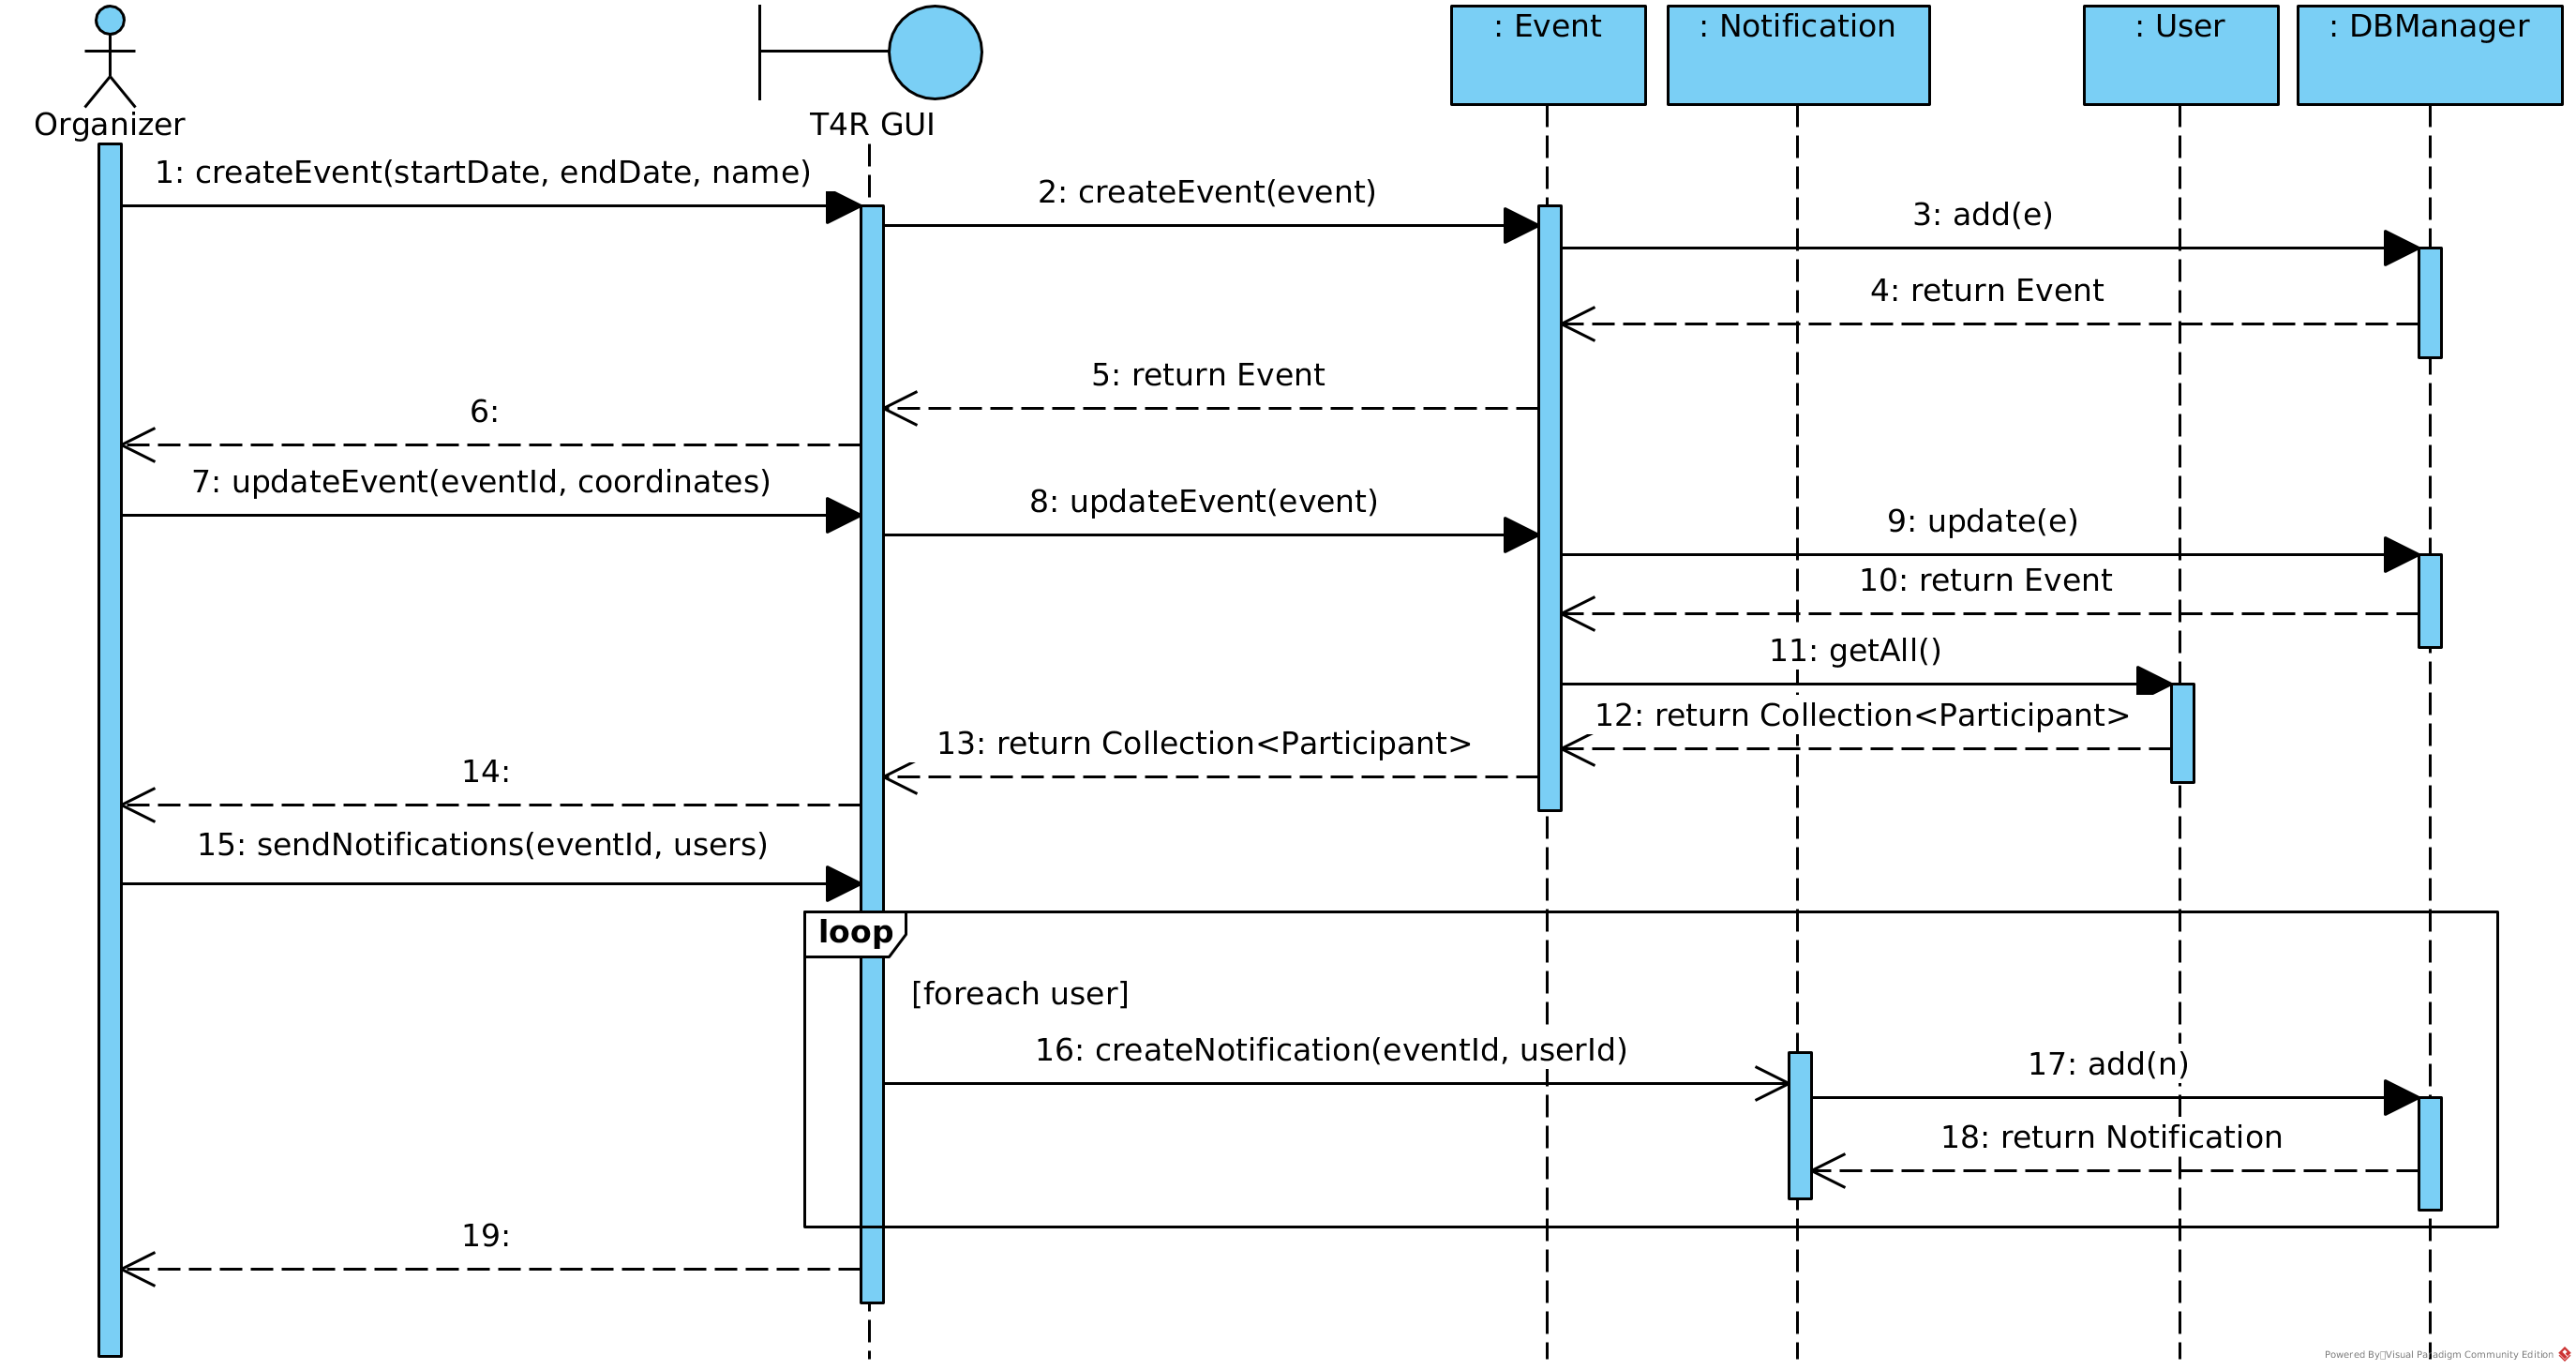 : Event
: Notification
: User
: DBManager
Organizer
T4R GUI
1: createEvent(startDate, endDate, name)
2: createEvent(event)
3: add(e)
4: return Event
5: return Event
6:
7: updateEvent(eventId, coordinates)
8: updateEvent(event)
9: update(e)
10: return Event
11: getAll()
12: return Collection<Participant>
13: return Collection<Participant>
14:
15: sendNotifications(eventId, users)
loop
[foreach user]
16: createNotification(eventId, userId)
17: add(n)
18: return Notification
19:
Powered By Visual Paradigm Community Edition